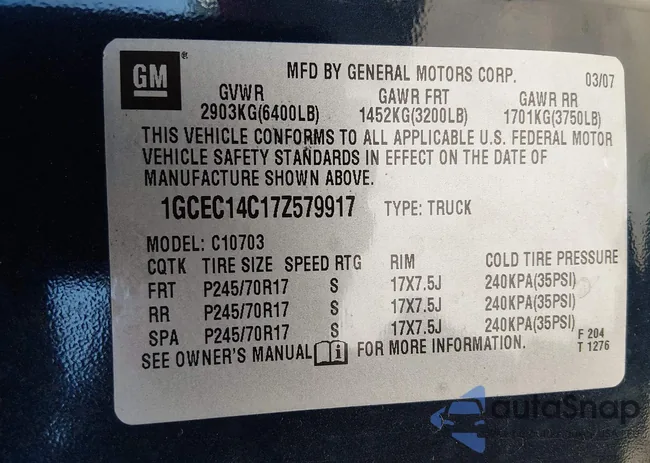 GM ®
MFD BY GENERAL MOTORS CORP. 03/07
GVWR GAWR FRT GAWR RR
2903KG(6400LB) 1452KG(3200LB) 1701KG(3750LB)
THIS VEHICLE CONFORMS TO ALL APPLICABLE U.S. FEDERAL MOTOR
VEHICLE SAFETY STANDARDS IN EFFECT ON THE DATE OF
MANUFACTURE SHOWN ABOVE.
1GCEC14C17Z579917 TYPE: TRUCK
MODEL: C10703
CQTK TIRE SIZE SPEED RTG RIM COLD TIRE PRESSURE
FRT P245/70R17 S 17X7.5J 240KPA(35PSI)
RR P245/70R17 S 17X7.5J 240KPA(35PSI)
SPA P245/70R17 S 17X7.5J 240KPA(35PSI)
SEE OWNER'S MANUAL i FOR MORE INFORMATION.
F 204
T 1276
autoSnap